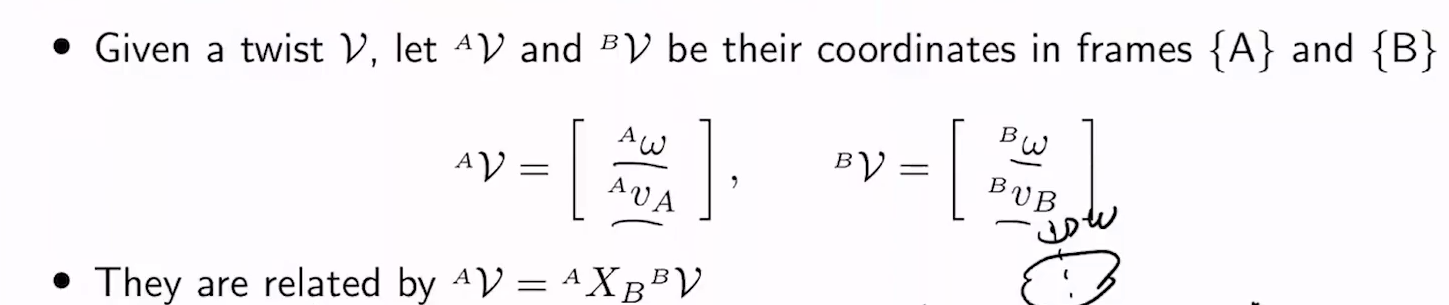 • Given a twist 𝒱, let ᴬ𝒱 and ᴮ𝒱 be their coordinates in frames {A} and {B}
ᴬ𝒱 = [ ᴬω ᴬv_A ], ᴮ𝒱 = [ ᴮω ᴮv_B ]
• They are related by ᴬ𝒱 = ᴬX_B ᴮ𝒱